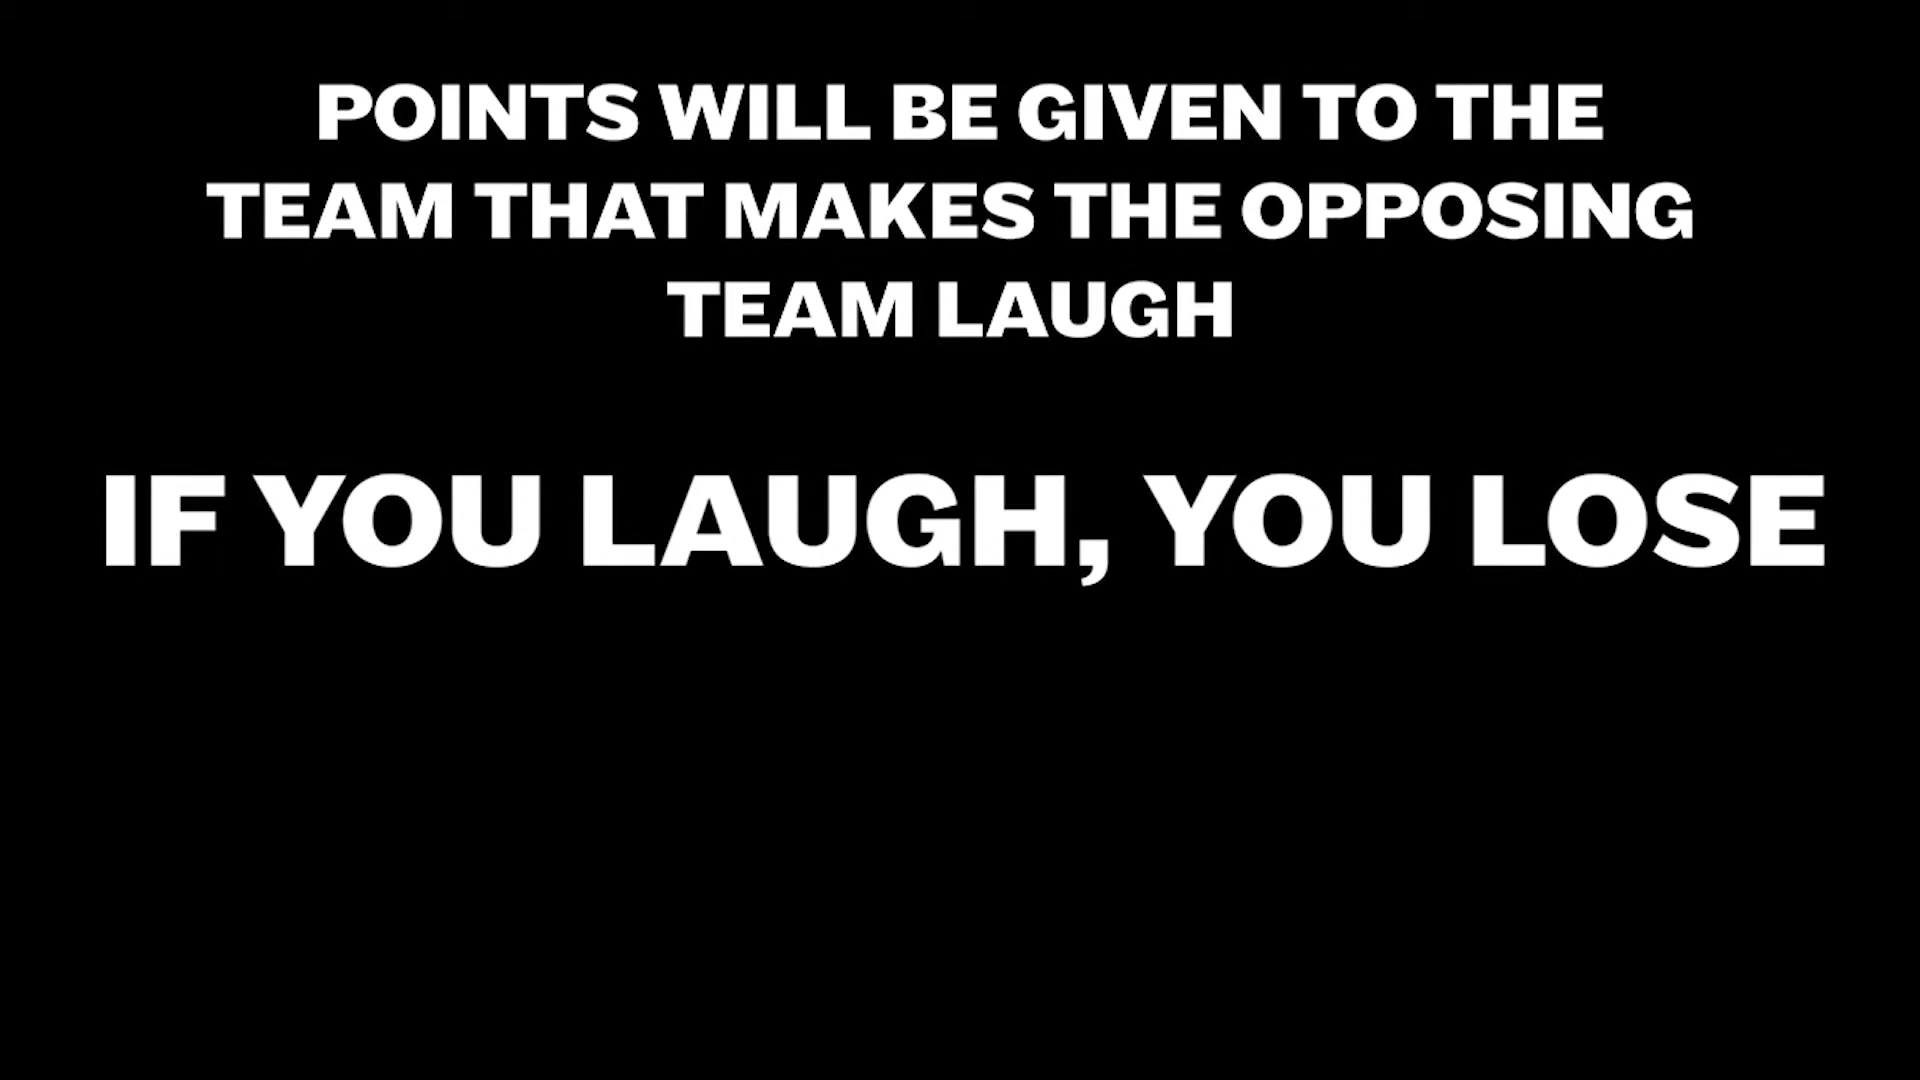 POINTS WILL BE GIVEN TO THE
TEAM THAT MAKES THE OPPOSING
TEAM LAUGH
IF YOU LAUGH, YOU LOSE